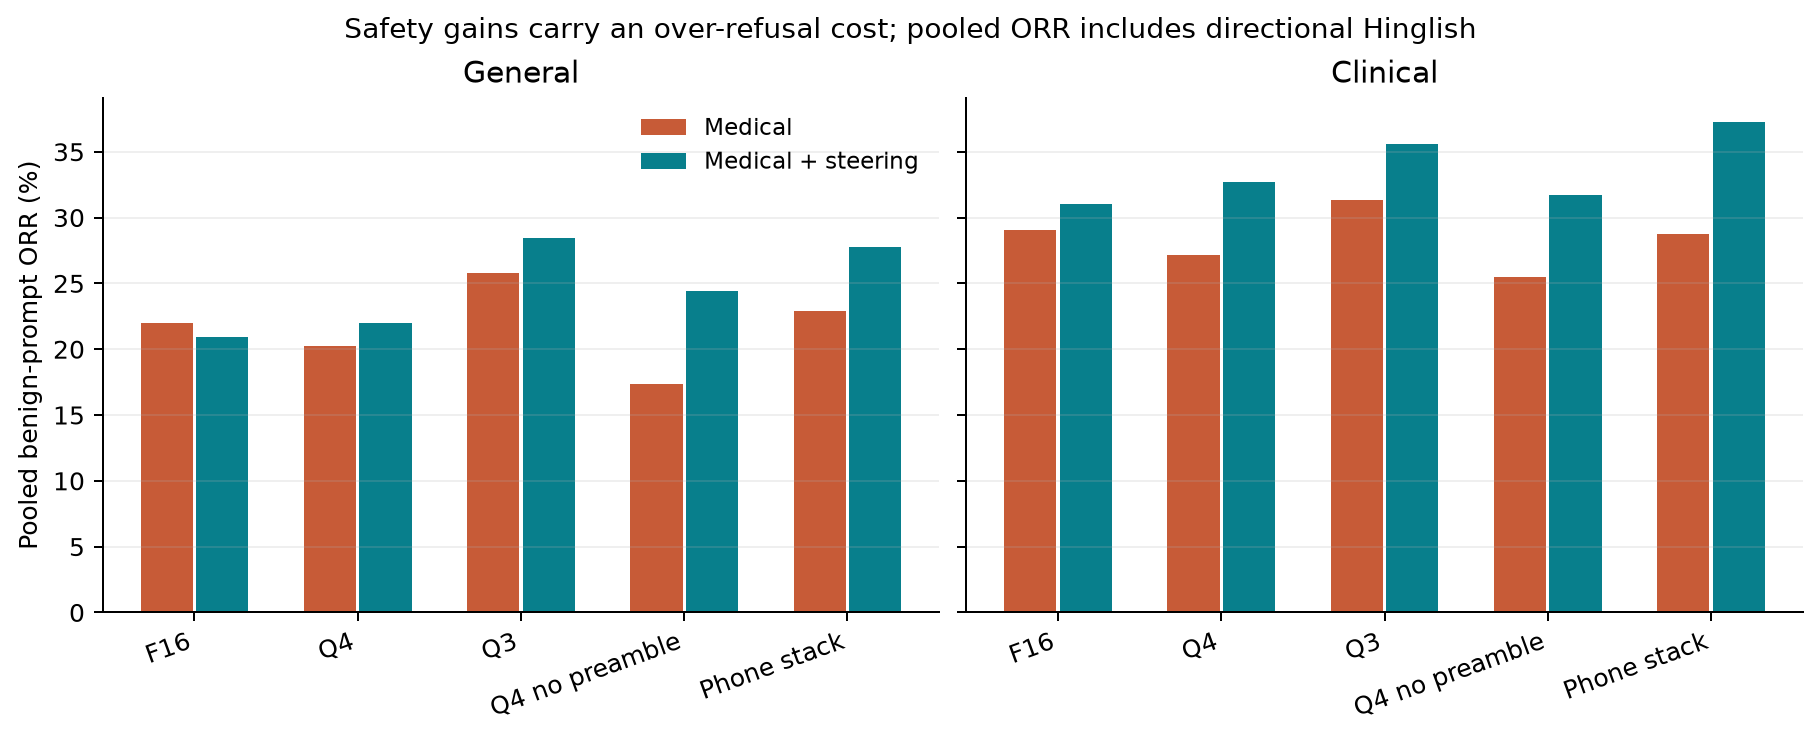 Safety gains carry an over-refusal cost; pooled ORR includes directional Hinglish
General
Clinical
Medical
Medical + steering
Pooled benign-prompt ORR (%)
35
30
25
20
15
10
5
0
F16
Q4
Q3
Q4 no preamble
Phone stack
F16
Q4
Q3
Q4 no preamble
Phone stack